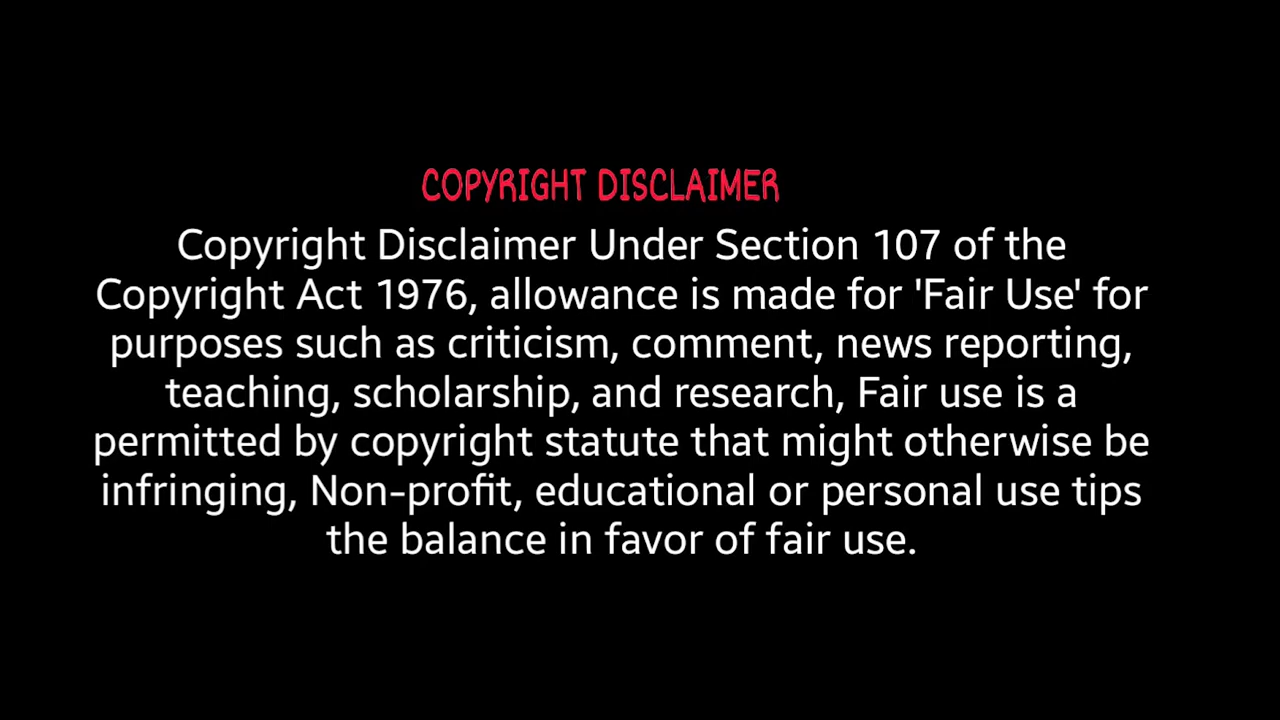 COPYRIGHT DISCLAIMER
Copyright Disclaimer Under Section 107 of the
Copyright Act 1976, allowance is made for 'Fair Use' for
purposes such as criticism, comment, news reporting,
teaching, scholarship, and research, Fair use is a
permitted by copyright statute that might otherwise be
infringing, Non-profit, educational or personal use tips
the balance in favor of fair use.